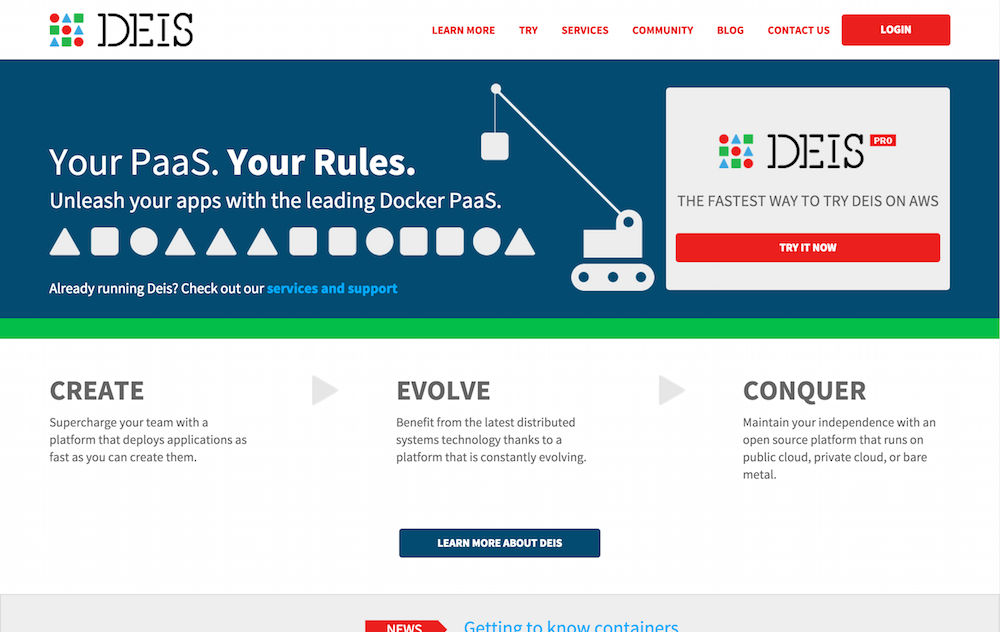 DEIS
LEARN MORE
TRY
SERVICES
COMMUNITY
BLOG
CONTACT US
LOGIN
Your PaaS. Your Rules.
Unleash your apps with the leading Docker PaaS.
Already running Deis? Check out our services and support
DEIS PRO
THE FASTEST WAY TO TRY DEIS ON AWS
TRY IT NOW
CREATE
Supercharge your team with a
platform that deploys applications as
fast as you can create them.
EVOLVE
Benefit from the latest distributed
systems technology thanks to a
platform that is constantly evolving.
CONQUER
Maintain your independence with an
open source platform that runs on
public cloud, private cloud, or bare
metal.
LEARN MORE ABOUT DEIS
NEWS
Getting to know containers